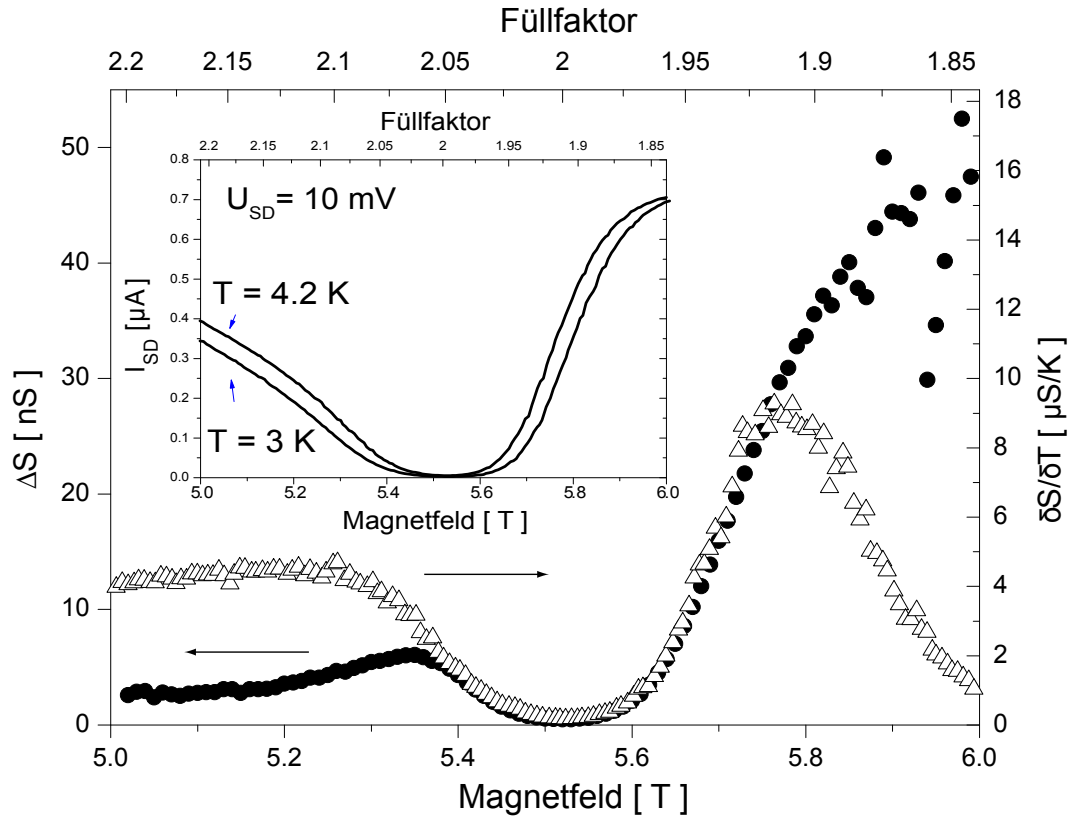 Füllfaktor
2.2 2.15 2.1 2.05 2 1.95 1.9 1.85
ΔS [ nS]
50
40
30
20
10
0
Füllfaktor
2.2 2.15 2.1 2.05 2 1.95 1.9 1.85
I_SD [µA]
0.8
0.7
0.6
0.5
0.4
0.3
0.2
0.1
0.0
U_SD= 10 mV
T = 4.2 K
T = 3 K
5.0 5.2 5.4 5.6 5.8 6.0
Magnetfeld [ T ]
18
16
14
12
10
8
6
4
2
0
δS/δT [ µS/K]
5.0 5.2 5.4 5.6 5.8 6.0
Magnetfeld [ T ]